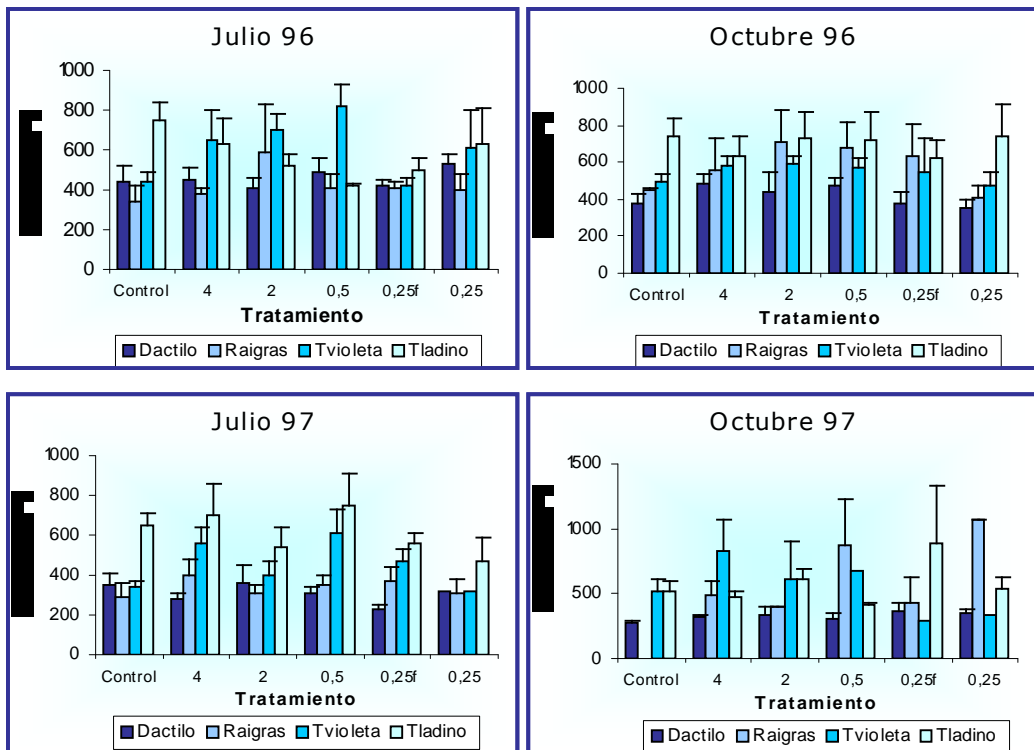 Julio 96
1000
800
600
400
200
0
Control 4 2 0,5 0,25f 0,25
Tratamiento
Dactilo Raigras Tvioleta Tladino
Octubre 96
1000
800
600
400
200
0
Control 4 2 0,5 0,25f 0,25
Tratamiento
Dactilo Raigras Tvioleta Tladino
Julio 97
1000
800
600
400
200
0
Control 4 2 0,5 0,25f 0,25
Tratamiento
Dactilo Raigras Tvioleta Tladino
Octubre 97
1500
1000
500
0
Control 4 2 0,5 0,25f 0,25
Tratamiento
Dactilo Raigras Tvioleta Tladino